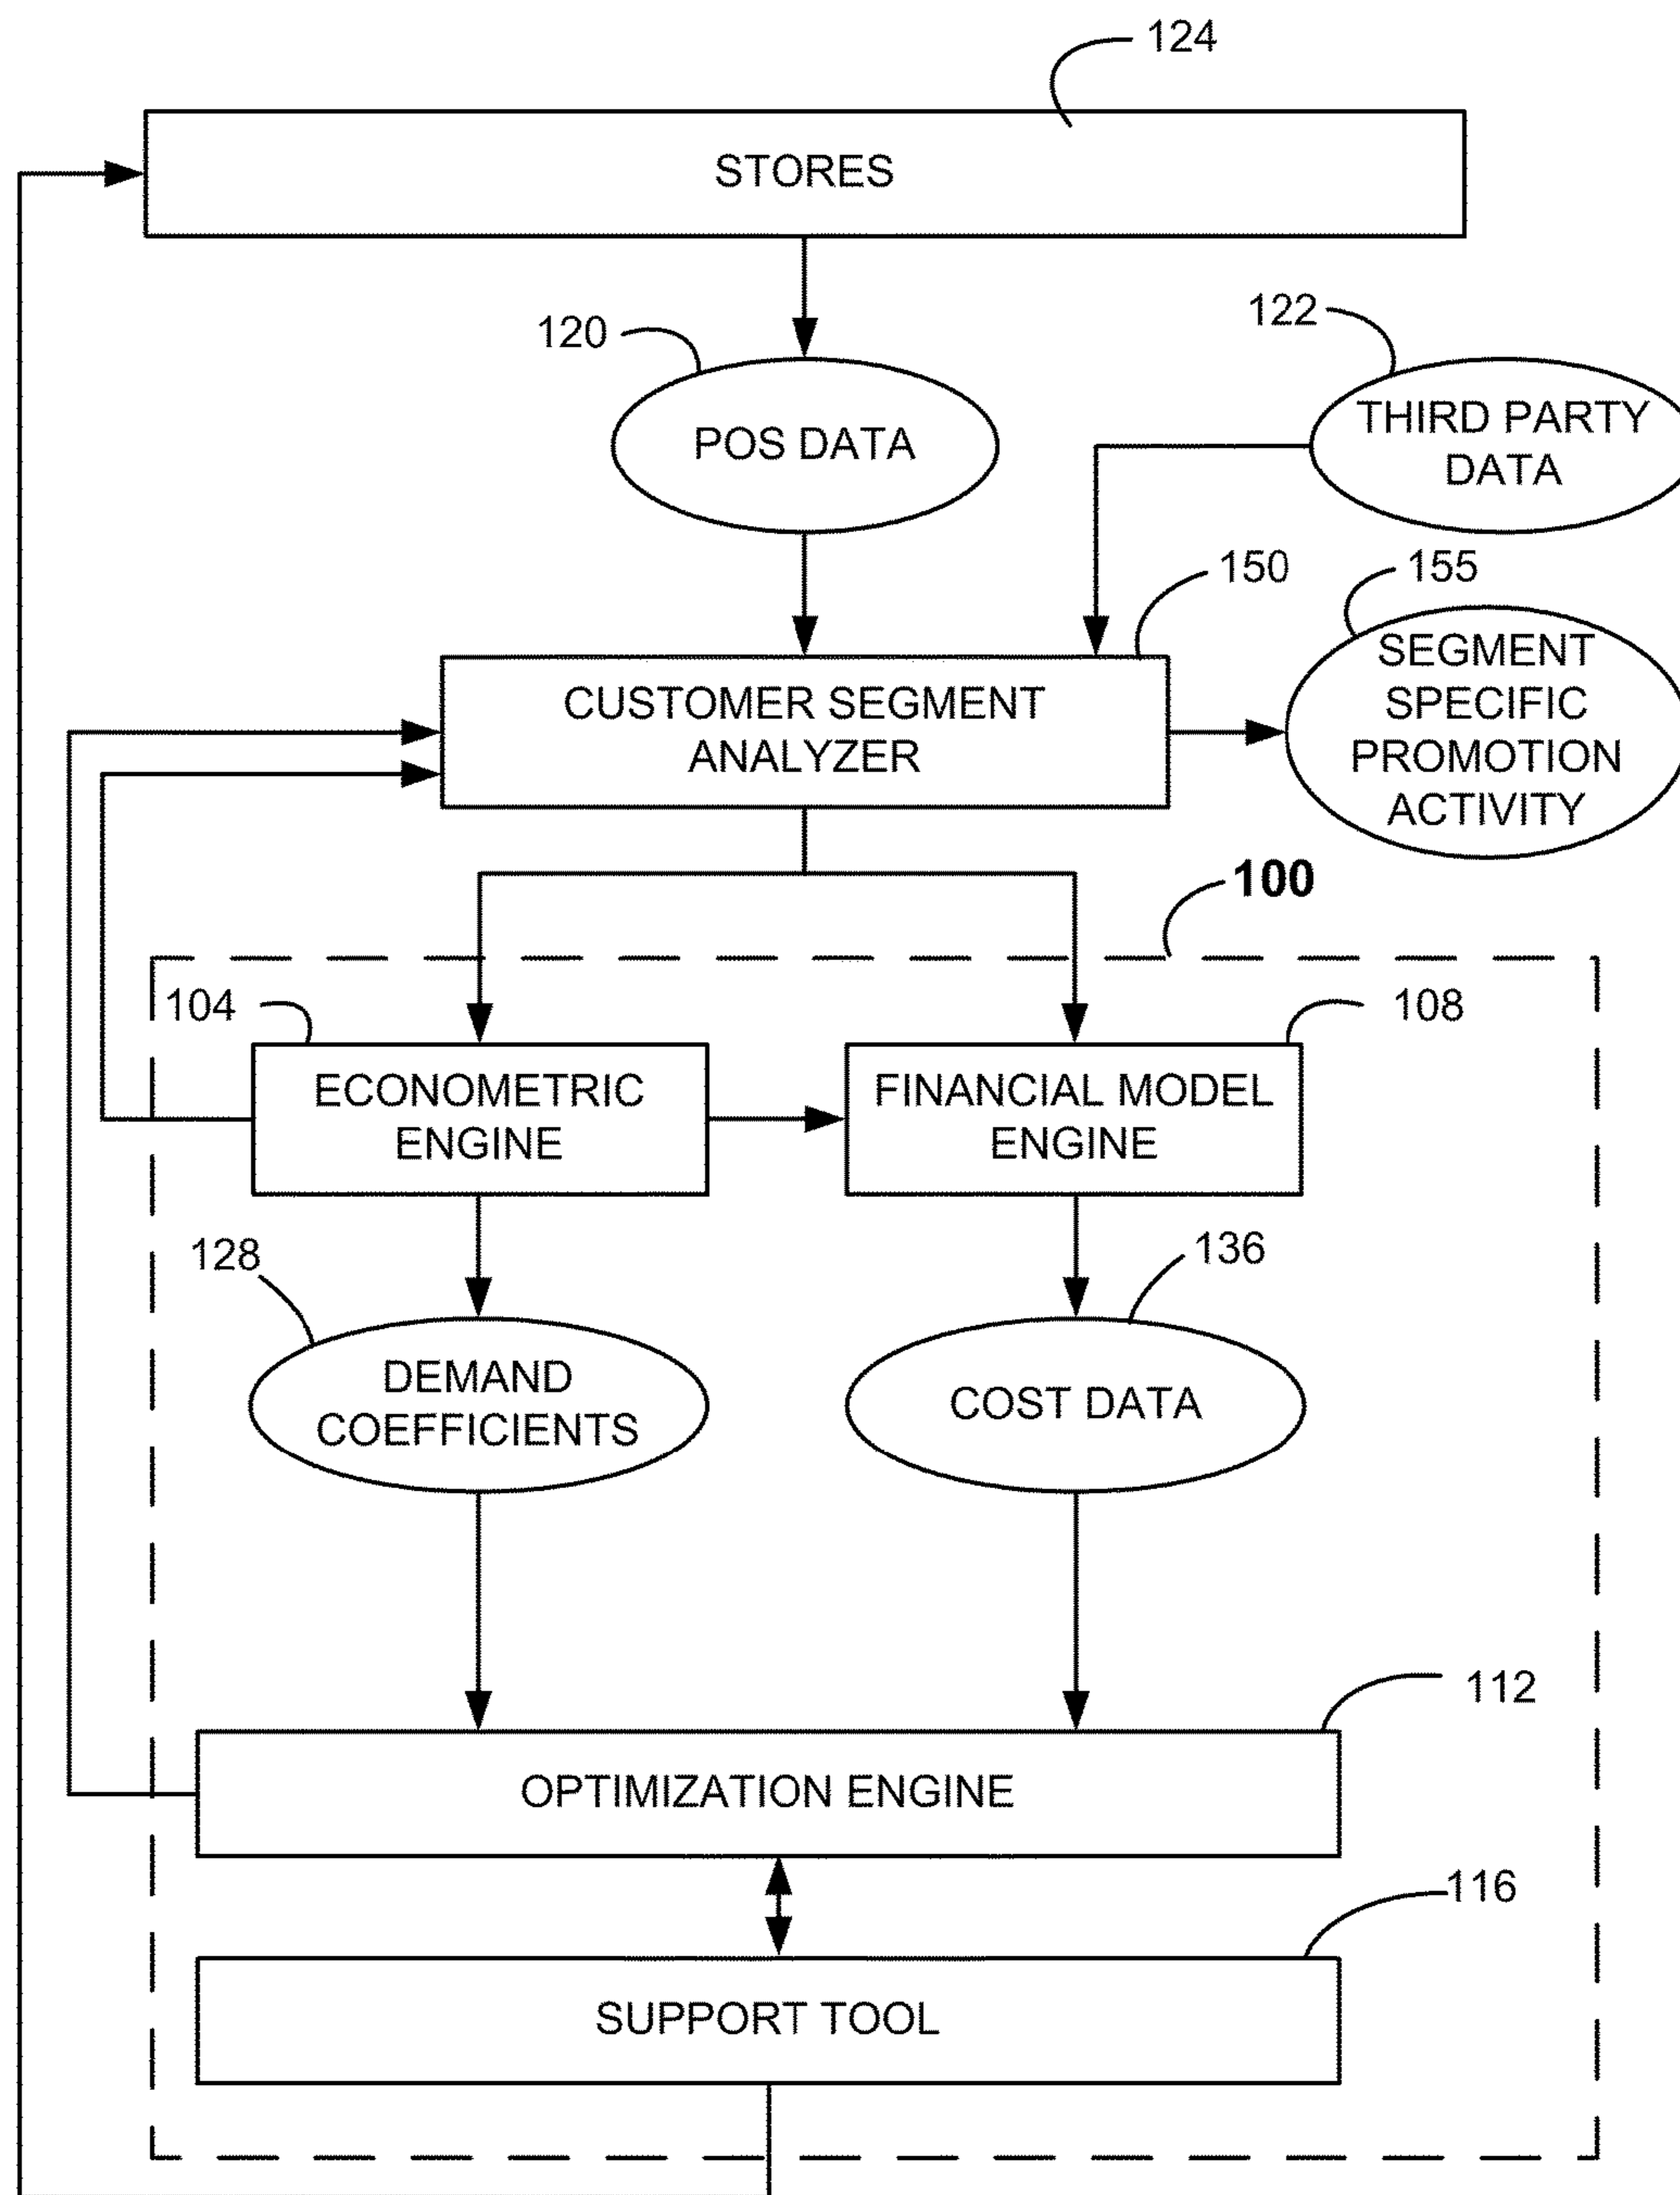 124
STORES
120
122
POS DATA
THIRD PARTY
DATA
150
155
CUSTOMER SEGMENT
ANALYZER
SEGMENT
SPECIFIC
PROMOTION
ACTIVITY
100
104
108
ECONOMETRIC
ENGINE
FINANCIAL MODEL
ENGINE
128
136
DEMAND
COEFFICIENTS
COST DATA
112
OPTIMIZATION ENGINE
116
SUPPORT TOOL